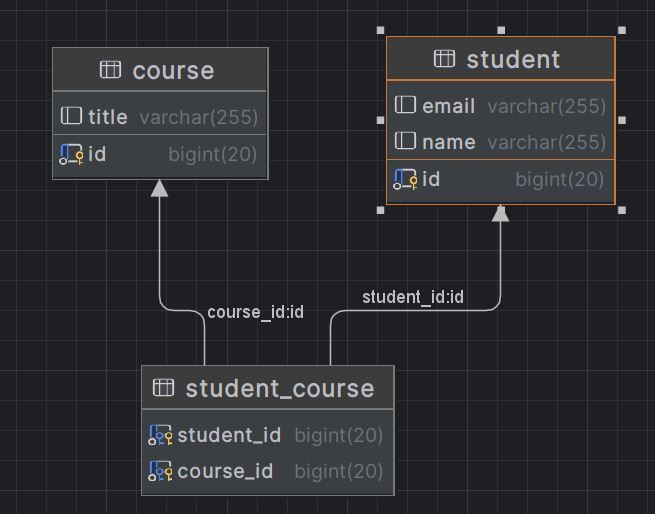 course
title varchar(255)
id bigint(20)
student
email varchar(255)
name varchar(255)
id bigint(20)
course_id:id
student_id:id
student_course
student_id bigint(20)
course_id bigint(20)